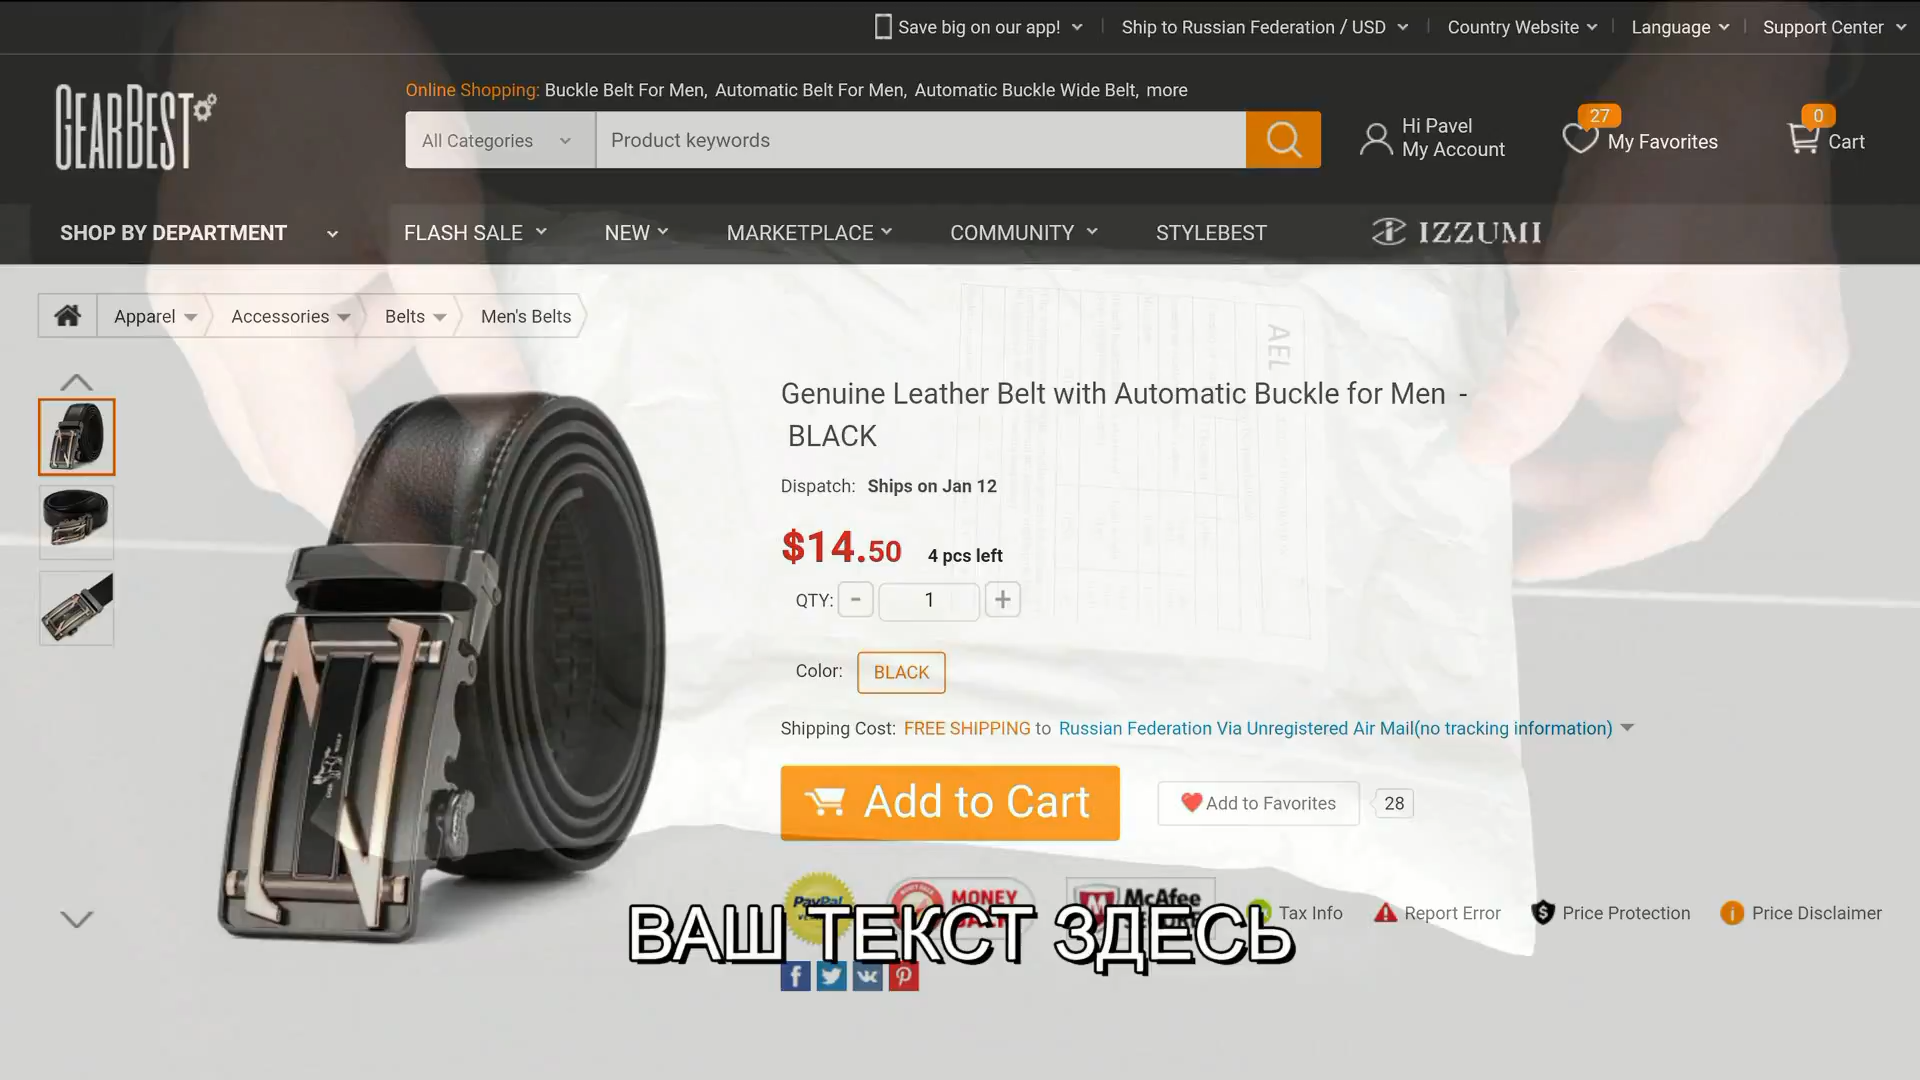 Save big on our app!
Ship to Russian Federation / USD
Country Website
Language
Support Center
GEARBEST
Online Shopping: Buckle Belt For Men, Automatic Belt For Men, Automatic Buckle Wide Belt, more
All Categories
Product keywords
Hi Pavel
My Account
27
My Favorites
0
Cart
SHOP BY DEPARTMENT
FLASH SALE
NEW
MARKETPLACE
COMMUNITY
STYLEBEST
IZZUMI
Apparel
Accessories
Belts
Men's Belts
AEL
Genuine Leather Belt with Automatic Buckle for Men -
BLACK
Dispatch: Ships on Jan 12
$14.50 4 pcs left
QTY: - 1 +
Color: BLACK
Shipping Cost: FREE SHIPPING to Russian Federation Via Unregistered Air Mail(no tracking information)
Add to Cart
Add to Favorites
28
PayPal
MONEY
McAfee
Tax Info
Report Error
Price Protection
Price Disclaimer
ВАШ ТЕКСТ ЗДЕСЬ